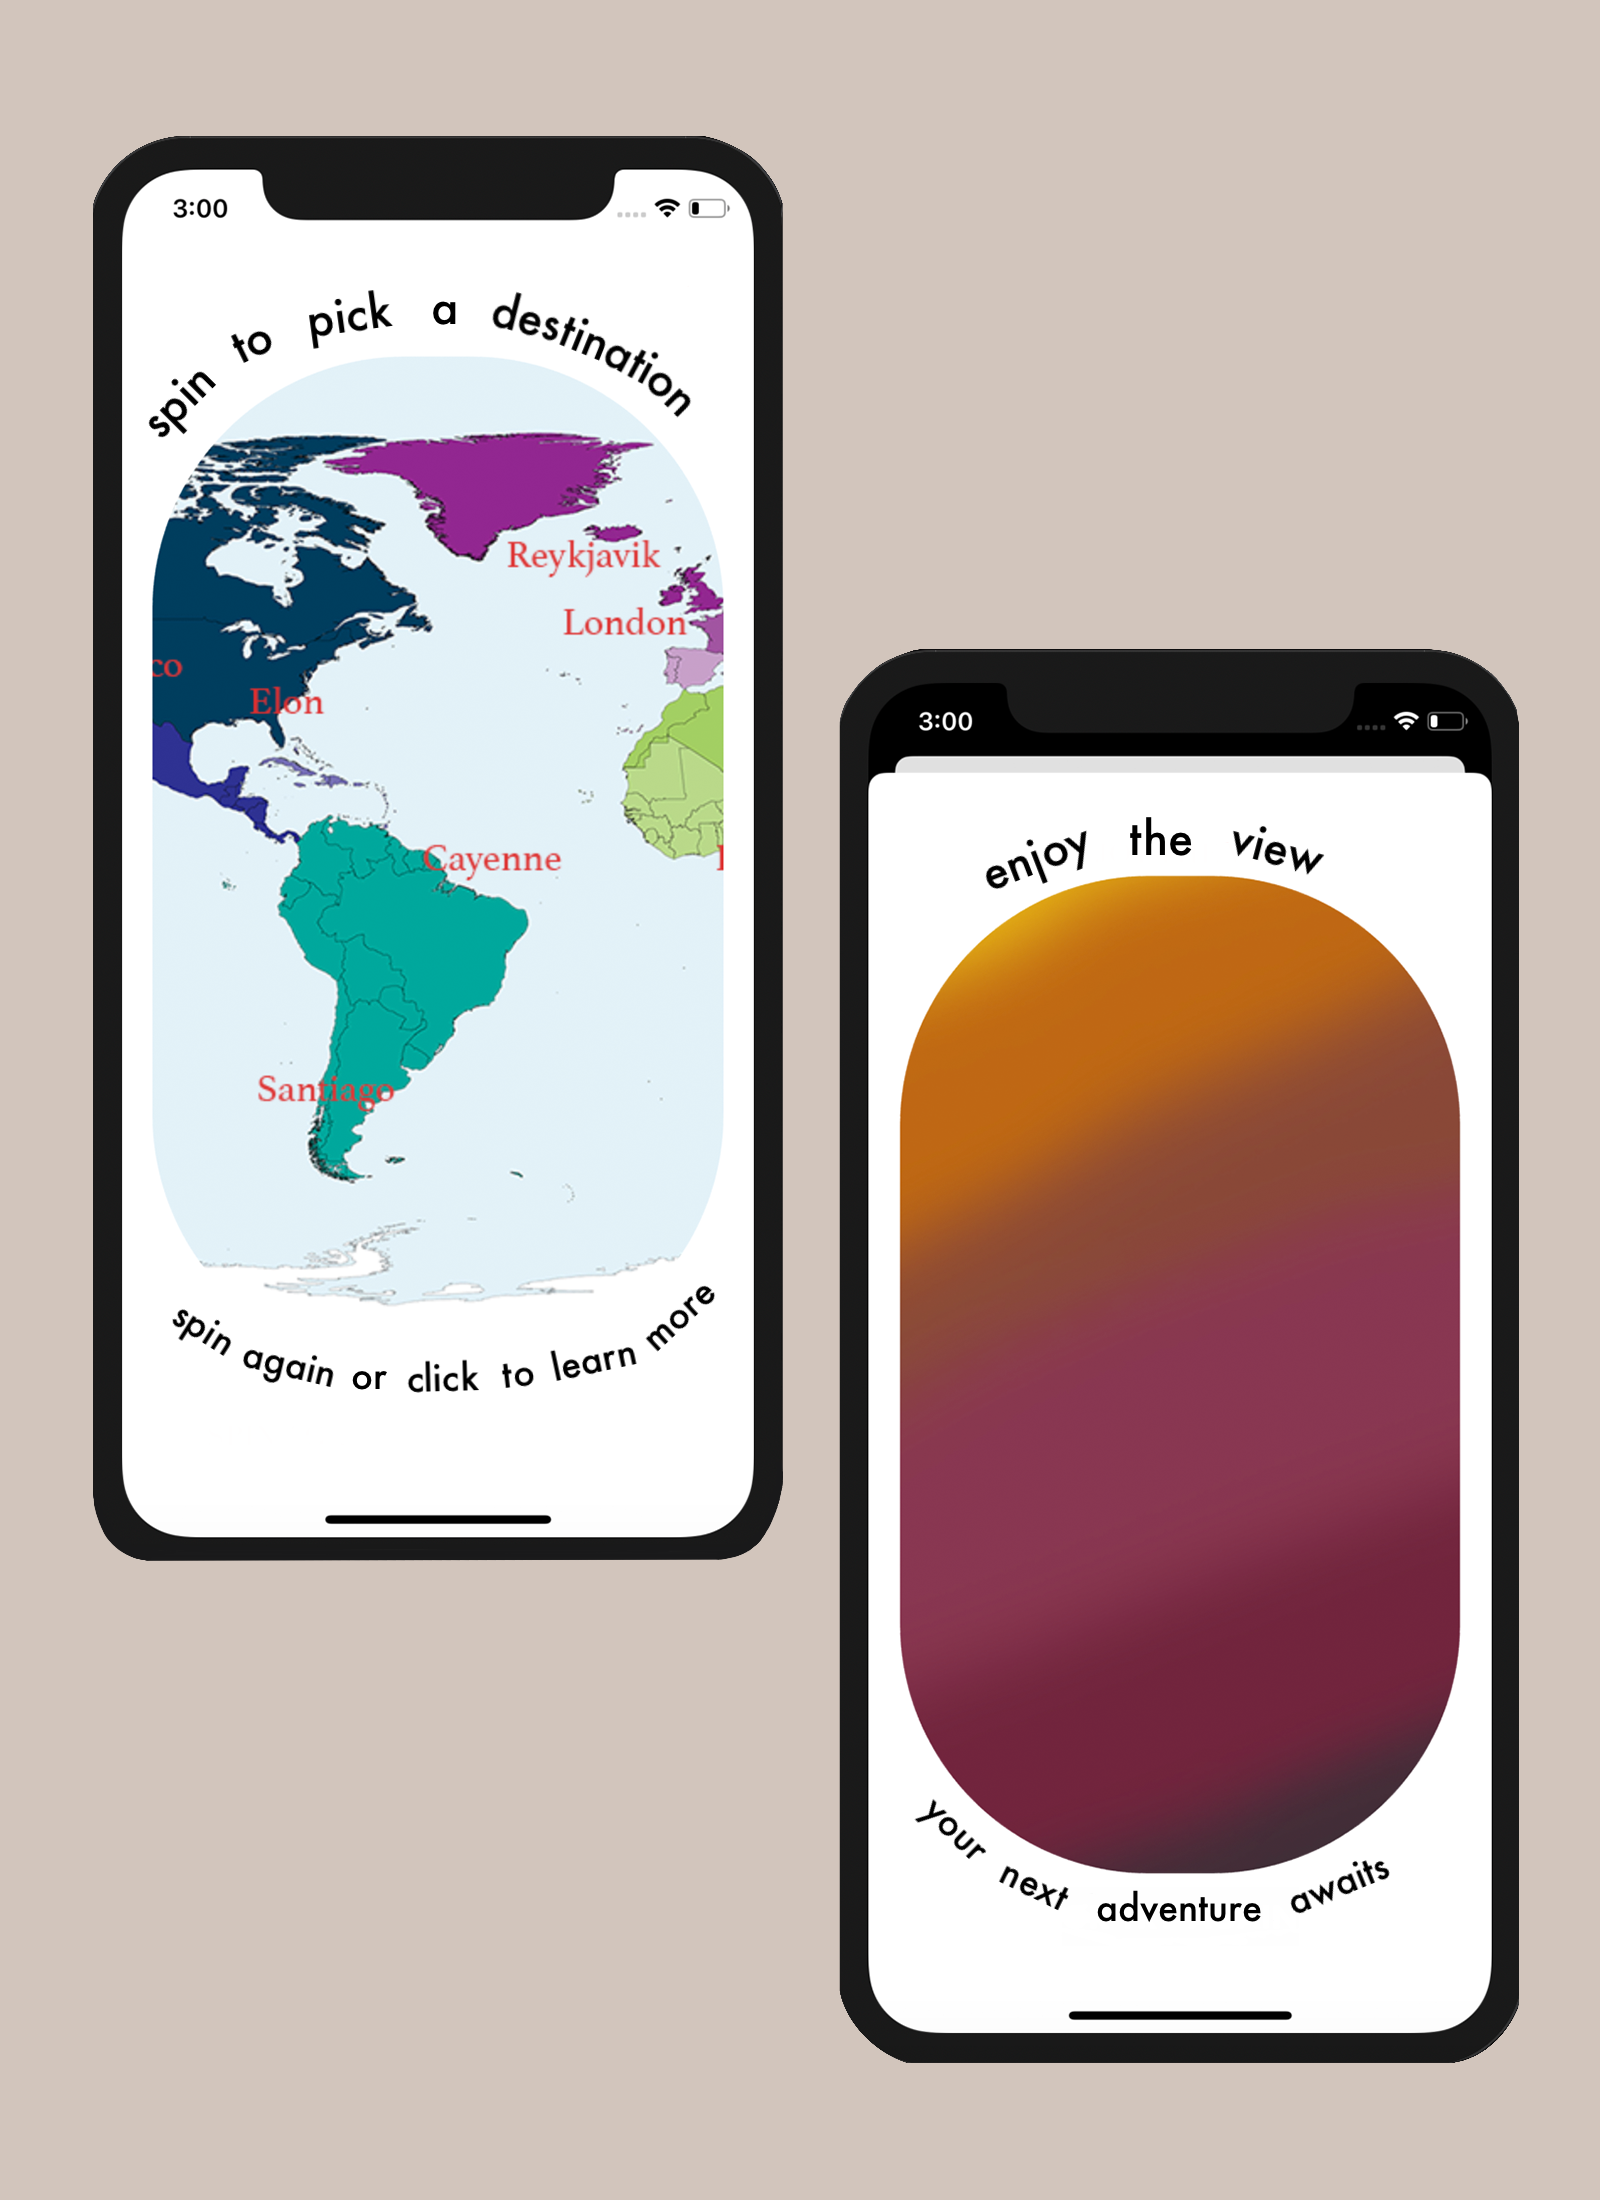 3:00
spin to pick a destination
Reykjavik
London
co
Elon
Cayenne
Santiago
spin again or click to learn more
3:00
enjoy the view
your next adventure awaits